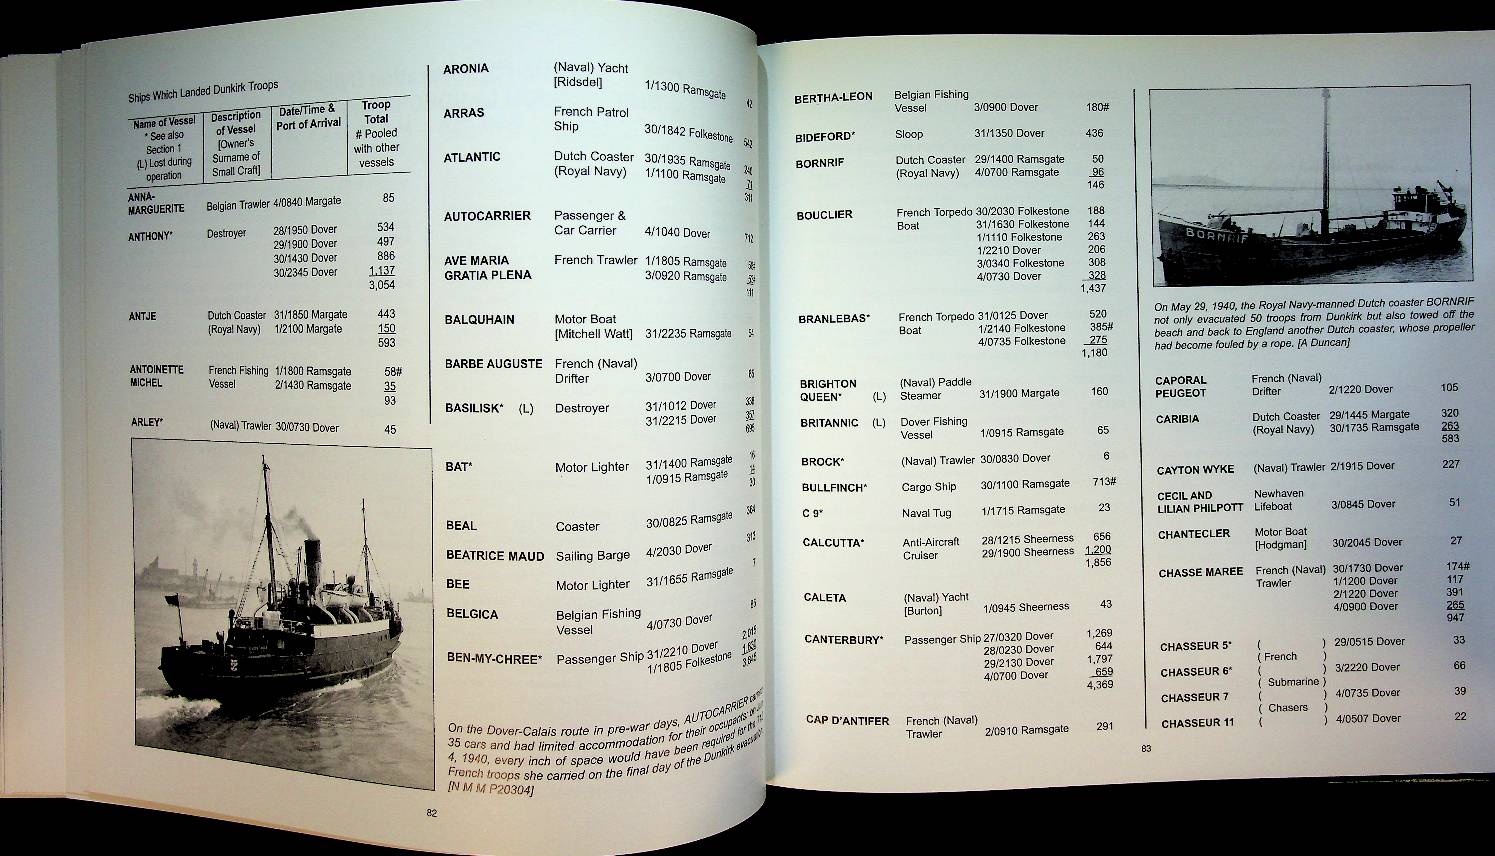 Ships Which Landed Dunkirk Troops
Name of Vessel Description Date/Time & Troop
* See also of Vessel Port of Arrival Total
Section 1 [Owner's # Pooled
(L) Lost during Surname of with other
operation Small Craft] vessels
ANNA-
MARGUERITE Belgian Trawler 4/0840 Margate 85
ANTHONY* Destroyer 28/1950 Dover 534
29/1900 Dover 497
30/1430 Dover 886
30/2345 Dover 1,137
3,054
ANTJE Dutch Coaster 31/1850 Margate 443
(Royal Navy) 1/2100 Margate 150
593
ANTOINETTE French Fishing 1/1800 Ramsgate 58#
MICHEL Vessel 2/1430 Ramsgate 35
93
ARLEY* (Naval) Trawler 30/0730 Dover 45
ARONIA (Naval) Yacht
[Ridsdel] 1/1300 Ramsgate 42
ARRAS French Patrol
Ship 30/1842 Folkestone 542
ATLANTIC Dutch Coaster 30/1935 Ramsgate 240
(Royal Navy) 1/1100 Ramsgate 71
311
AUTOCARRIER Passenger &
Car Carrier 4/1040 Dover 712
AVE MARIA French Trawler 1/1805 Ramsgate
GRATIA PLENA 3/0920 Ramsgate
BALQUHAIN Motor Boat
[Mitchell Watt] 31/2235 Ramsgate
BARBE AUGUSTE French (Naval)
Drifter 3/0700 Dover
BASILISK* (L) Destroyer 31/1012 Dover 338
31/2215 Dover 357
695
BAT* Motor Lighter 31/1400 Ramsgate
1/0915 Ramsgate
BEAL Coaster 30/0825 Ramsgate 364
BEATRICE MAUD Sailing Barge 4/2030 Dover
BEE Motor Lighter 31/1655 Ramsgate
BELGICA Belgian Fishing
Vessel 4/0730 Dover
BEN-MY-CHREE* Passenger Ship 31/2210 Dover
1/1805 Folkestone
On the Dover-Calais route in pre-war days, AUTOCARRIER
35 cars and had limited accommodation for their occupants on
4, 1940, every inch of space would have been required for the
French troops she carried on the final day of the Dunkirk evacuation
[N M M P20304]
82
BERTHA-LEON Belgian Fishing
Vessel 3/0900 Dover 180#
BIDEFORD* Sloop 31/1350 Dover 436
BORNRIF Dutch Coaster 29/1400 Ramsgate 50
(Royal Navy) 4/0700 Ramsgate 96
146
BOUCLIER French Torpedo 30/2030 Folkestone 188
Boat 31/1630 Folkestone 144
1/1110 Folkestone 263
1/2210 Dover 206
3/0340 Folkestone 308
4/0730 Dover 328
1,437
BRANLEBAS* French Torpedo 31/0125 Dover 520
Boat 1/2140 Folkestone 385#
4/0735 Folkestone 275
1,180
BRIGHTON (Naval) Paddle
QUEEN* (L) Steamer 31/1900 Margate 160
BRITANNIC (L) Dover Fishing
Vessel 1/0915 Ramsgate 65
BROCK* (Naval) Trawler 30/0830 Dover 6
BULLFINCH* Cargo Ship 30/1100 Ramsgate 713#
C 9* Naval Tug 1/1715 Ramsgate 23
CALCUTTA* Anti-Aircraft 28/1215 Sheerness 656
Cruiser 29/1900 Sheerness 1,200
1,856
CALETA (Naval) Yacht
[Burton] 1/0945 Sheerness 43
CANTERBURY* Passenger Ship 27/0320 Dover 1,269
28/0230 Dover 644
29/2130 Dover 1,797
4/0700 Dover 659
4,369
CAP D'ANTIFER French (Naval)
Trawler 2/0910 Ramsgate 291
BORNRIF
On May 29, 1940, the Royal Navy-manned Dutch coaster BORNRIF
not only evacuated 50 troops from Dunkirk but also towed off the
beach and back to England another Dutch coaster, whose propeller
had become fouled by a rope. [A Duncan]
CAPORAL French (Naval)
PEUGEOT Drifter 2/1220 Dover 105
CARIBIA Dutch Coaster 29/1445 Margate 320
(Royal Navy) 30/1735 Ramsgate 263
583
CAYTON WYKE (Naval) Trawler 2/1915 Dover 227
CECIL AND Newhaven
LILIAN PHILPOTT Lifeboat 3/0845 Dover 51
CHANTECLER Motor Boat
[Hodgman] 30/2045 Dover 27
CHASSE MAREE French (Naval) 30/1730 Dover 174#
Trawler 1/1200 Dover 117
2/1220 Dover 391
4/0900 Dover 265
947
CHASSEUR 5* ( ) 29/0515 Dover 33
( French )
CHASSEUR 6* ( ) 3/2220 Dover 66
( Submarine )
CHASSEUR 7 ( ) 4/0735 Dover 39
( Chasers )
CHASSEUR 11 ( ) 4/0507 Dover 22
83